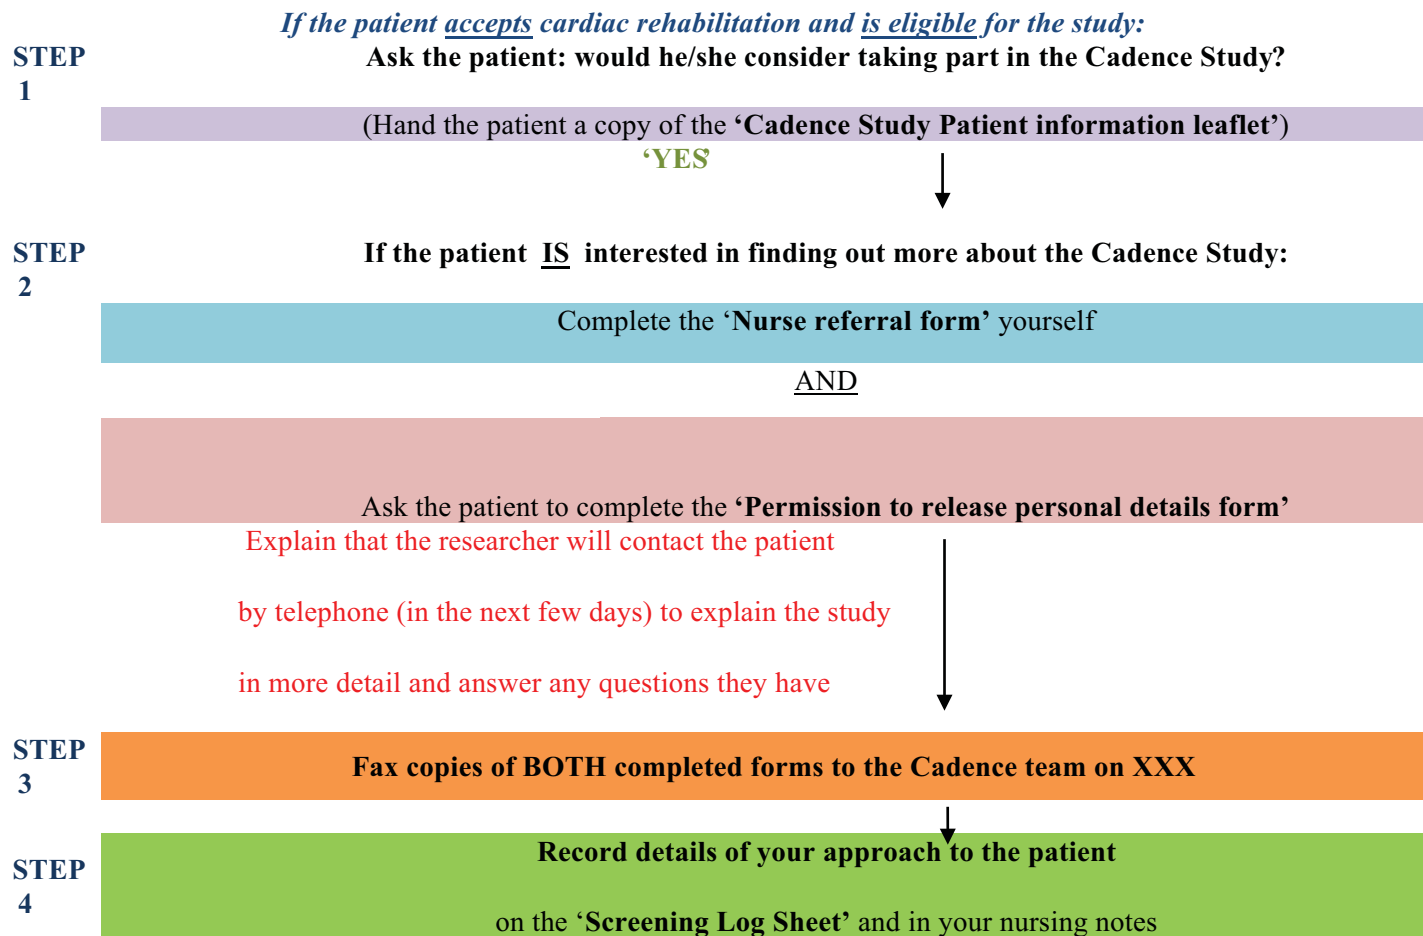 If the patient accepts cardiac rehabilitation and is eligible for the study:
STEP 1
Ask the patient: would he/she consider taking part in the Cadence Study?
(Hand the patient a copy of the ‘Cadence Study Patient information leaflet’)
‘YES’
STEP 2
If the patient IS interested in finding out more about the Cadence Study:
Complete the ‘Nurse referral form’ yourself
AND
Ask the patient to complete the ‘Permission to release personal details form’
Explain that the researcher will contact the patient
by telephone (in the next few days) to explain the study
in more detail and answer any questions they have
STEP 3
Fax copies of BOTH completed forms to the Cadence team on XXX
STEP 4
Record details of your approach to the patient
on the ‘Screening Log Sheet’ and in your nursing notes